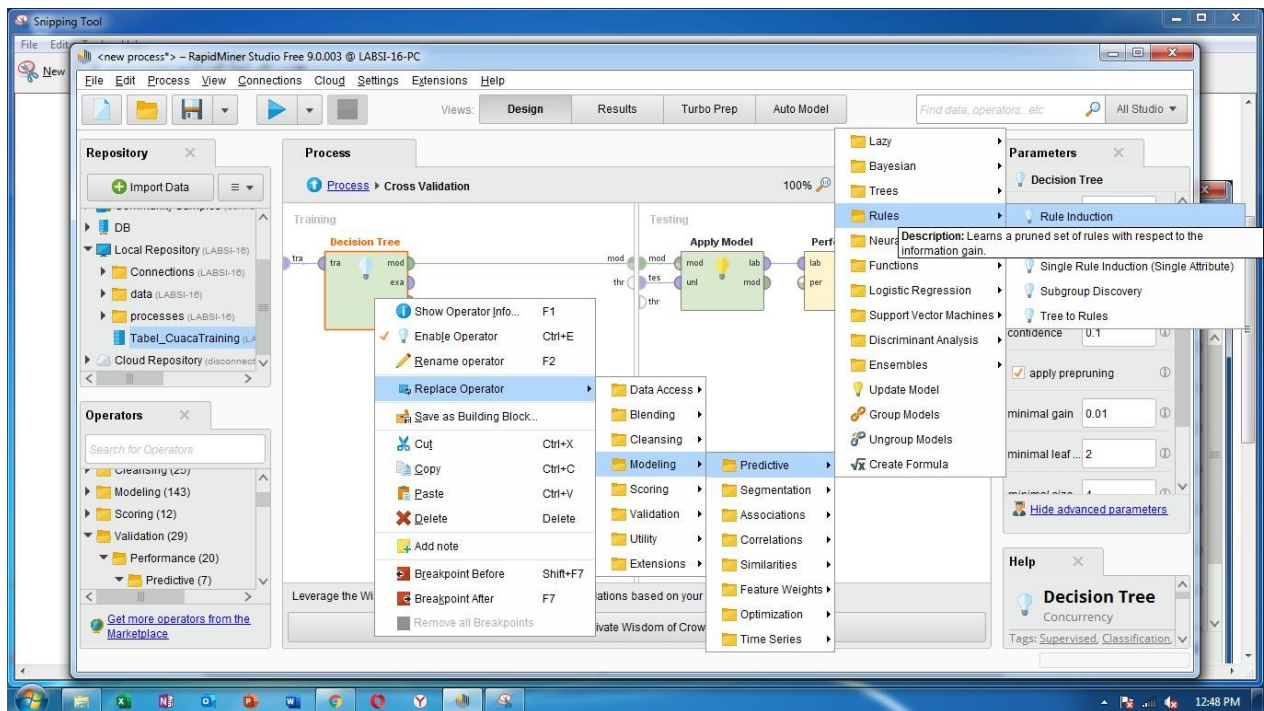 Snipping Tool
File Edit
New
<new process*> – RapidMiner Studio Free 9.0.003 @ LABSI-16-PC
File Edit Process View Connections Cloud Settings Extensions Help
Views: Design Results Turbo Prep Auto Model
Find data, operators...etc
All Studio
Repository
Import Data
DB
Local Repository (LABSI-16)
Connections (LABSI-16)
data (LABSI-16)
processes (LABSI-16)
Tabel_CuacaTraining
Cloud Repository (disconnect
Operators
Search for Operators
Cleansing (25)
Modeling (143)
Scoring (12)
Validation (29)
Performance (20)
Predictive (7)
Get more operators from the
Marketplace
Process
Process Cross Validation
100%
Training
Decision Tree
tra tra mod mod
exa thr
Testing
Apply Model
mod mod lab lab
tes unl mod per
thr
Perf
Leverage the Wi
ations based on your
ivate Wisdom of Crow
Show Operator Info... F1
Enable Operator Ctrl+E
Rename operator F2
Replace Operator
Save as Building Block...
Cut Ctrl+X
Copy Ctrl+C
Paste Ctrl+V
Delete Delete
Add note
Breakpoint Before Shift+F7
Breakpoint After F7
Remove all Breakpoints
Data Access
Blending
Cleansing
Modeling
Scoring
Validation
Utility
Extensions
Predictive
Segmentation
Associations
Correlations
Similarities
Feature Weights
Optimization
Time Series
Lazy
Bayesian
Trees
Rules
Neura
Functions
Logistic Regression
Support Vector Machines
Discriminant Analysis
Ensembles
Update Model
Group Models
Ungroup Models
Create Formula
Rule Induction
Description: Learns a pruned set of rules with respect to the
information gain.
Single Rule Induction (Single Attribute)
Subgroup Discovery
Tree to Rules
Parameters
Decision Tree
confidence 0.1
apply prepruning
minimal gain 0.01
minimal leaf ... 2
Hide advanced parameters
Help
Decision Tree
Concurrency
Tags: Supervised, Classification,
12:48 PM